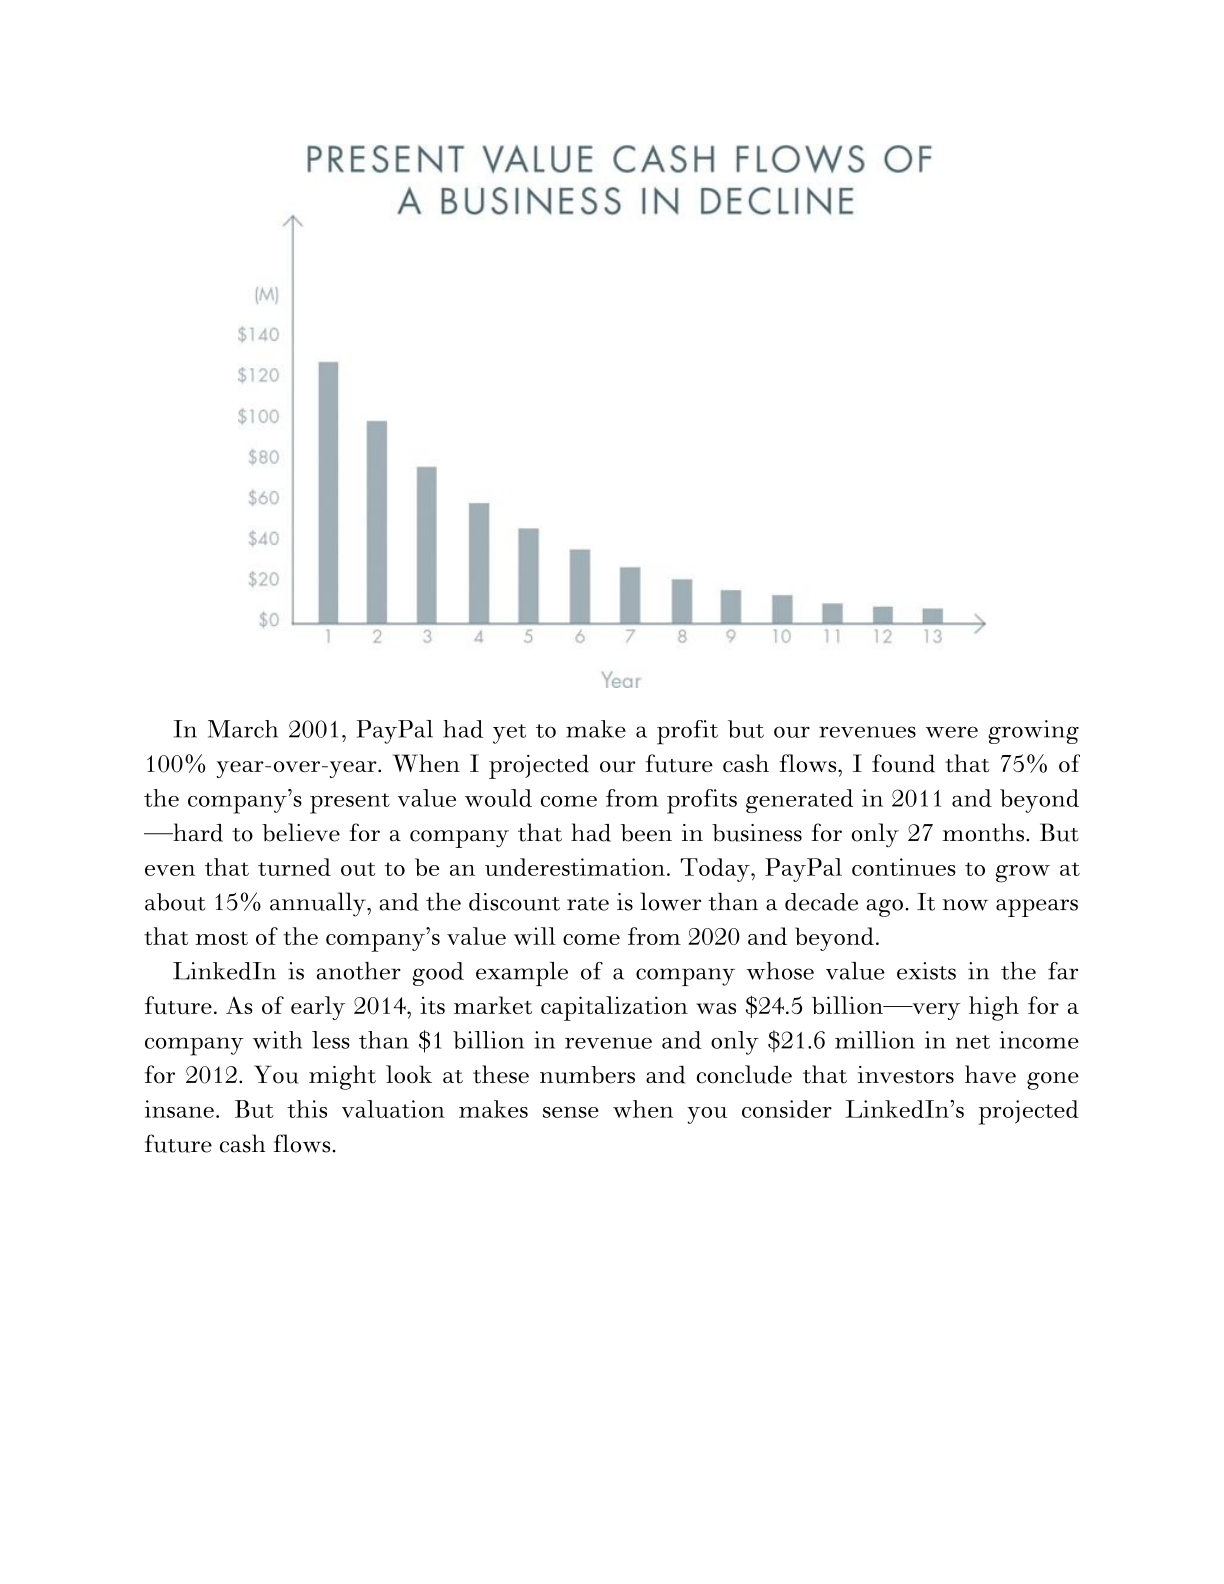 PRESENT VALUE CASH FLOWS OF
A BUSINESS IN DECLINE
(M)
$140
$120
$100
$80
$60
$40
$20
$0
1 2 3 4 5 6 7 8 9 10 11 12 13
Year
In March 2001, PayPal had yet to make a profit but our revenues were growing
100% year-over-year. When I projected our future cash flows, I found that 75% of
the company’s present value would come from profits generated in 2011 and beyond
—hard to believe for a company that had been in business for only 27 months. But
even that turned out to be an underestimation. Today, PayPal continues to grow at
about 15% annually, and the discount rate is lower than a decade ago. It now appears
that most of the company’s value will come from 2020 and beyond.
LinkedIn is another good example of a company whose value exists in the far
future. As of early 2014, its market capitalization was $24.5 billion—very high for a
company with less than $1 billion in revenue and only $21.6 million in net income
for 2012. You might look at these numbers and conclude that investors have gone
insane. But this valuation makes sense when you consider LinkedIn’s projected
future cash flows.